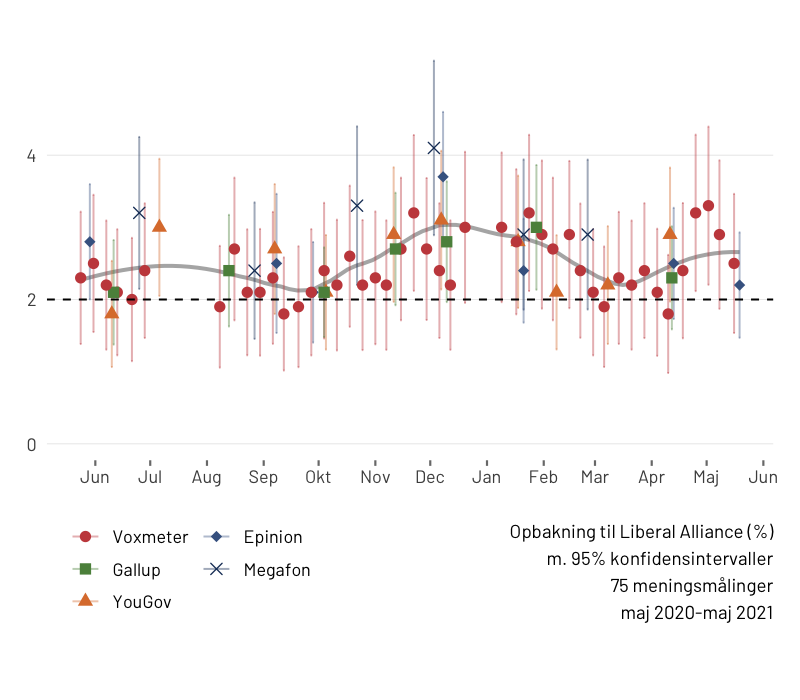 4
2
0
Jun Jul Aug Sep Okt Nov Dec Jan Feb Mar Apr Maj Jun
Voxmeter Epinion
Gallup Megafon
YouGov
Opbakning til Liberal Alliance (%)
m. 95% konfidensintervaller
75 meningsmålinger
maj 2020-maj 2021